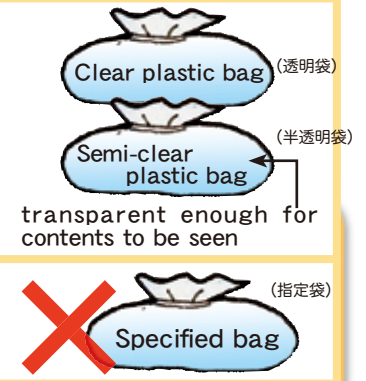 Clear plastic bag (透明袋)
(半透明袋)
Semi-clear
plastic bag
transparent enough for
contents to be seen
(指定袋)
Specified bag